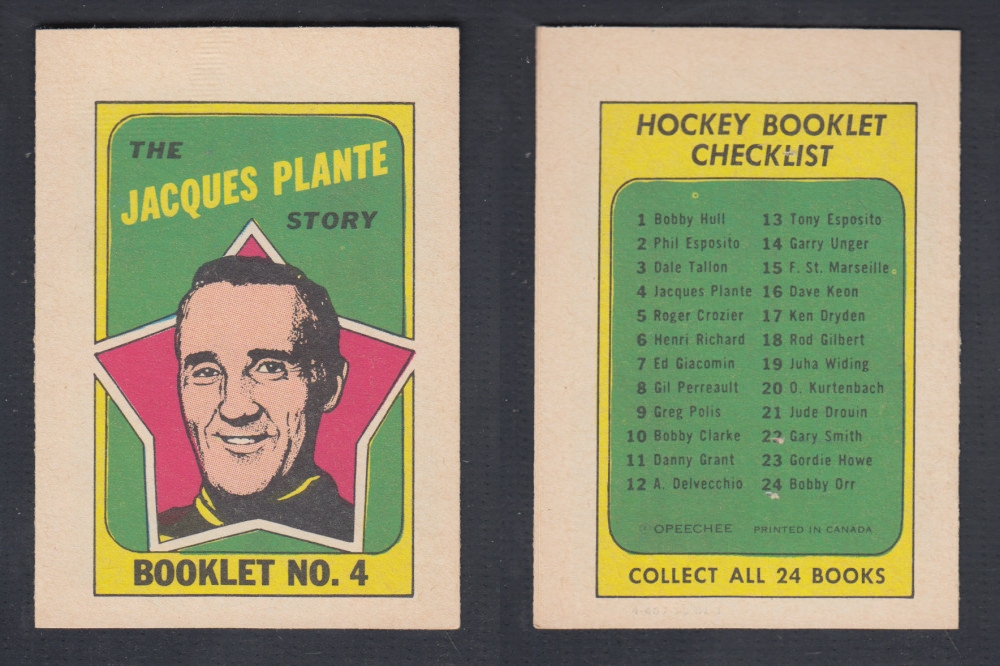 THE
JACQUES PLANTE
STORY
BOOKLET NO. 4
HOCKEY BOOKLET
CHECKLIST
1 Bobby Hull
2 Phil Esposito
3 Dale Tallon
4 Jacques Plante
5 Roger Crozier
6 Henri Richard
7 Ed Giacomin
8 Gil Perreault
9 Greg Polis
10 Bobby Clarke
11 Danny Grant
12 A. Delvecchio
13 Tony Esposito
14 Garry Unger
15 F. St. Marseille
16 Dave Keon
17 Ken Dryden
18 Rod Gilbert
19 Juha Widing
20 O. Kurtenbach
21 Jude Drouin
22 Gary Smith
23 Gordie Howe
24 Bobby Orr
© OPEECHEE PRINTED IN CANADA
COLLECT ALL 24 BOOKS